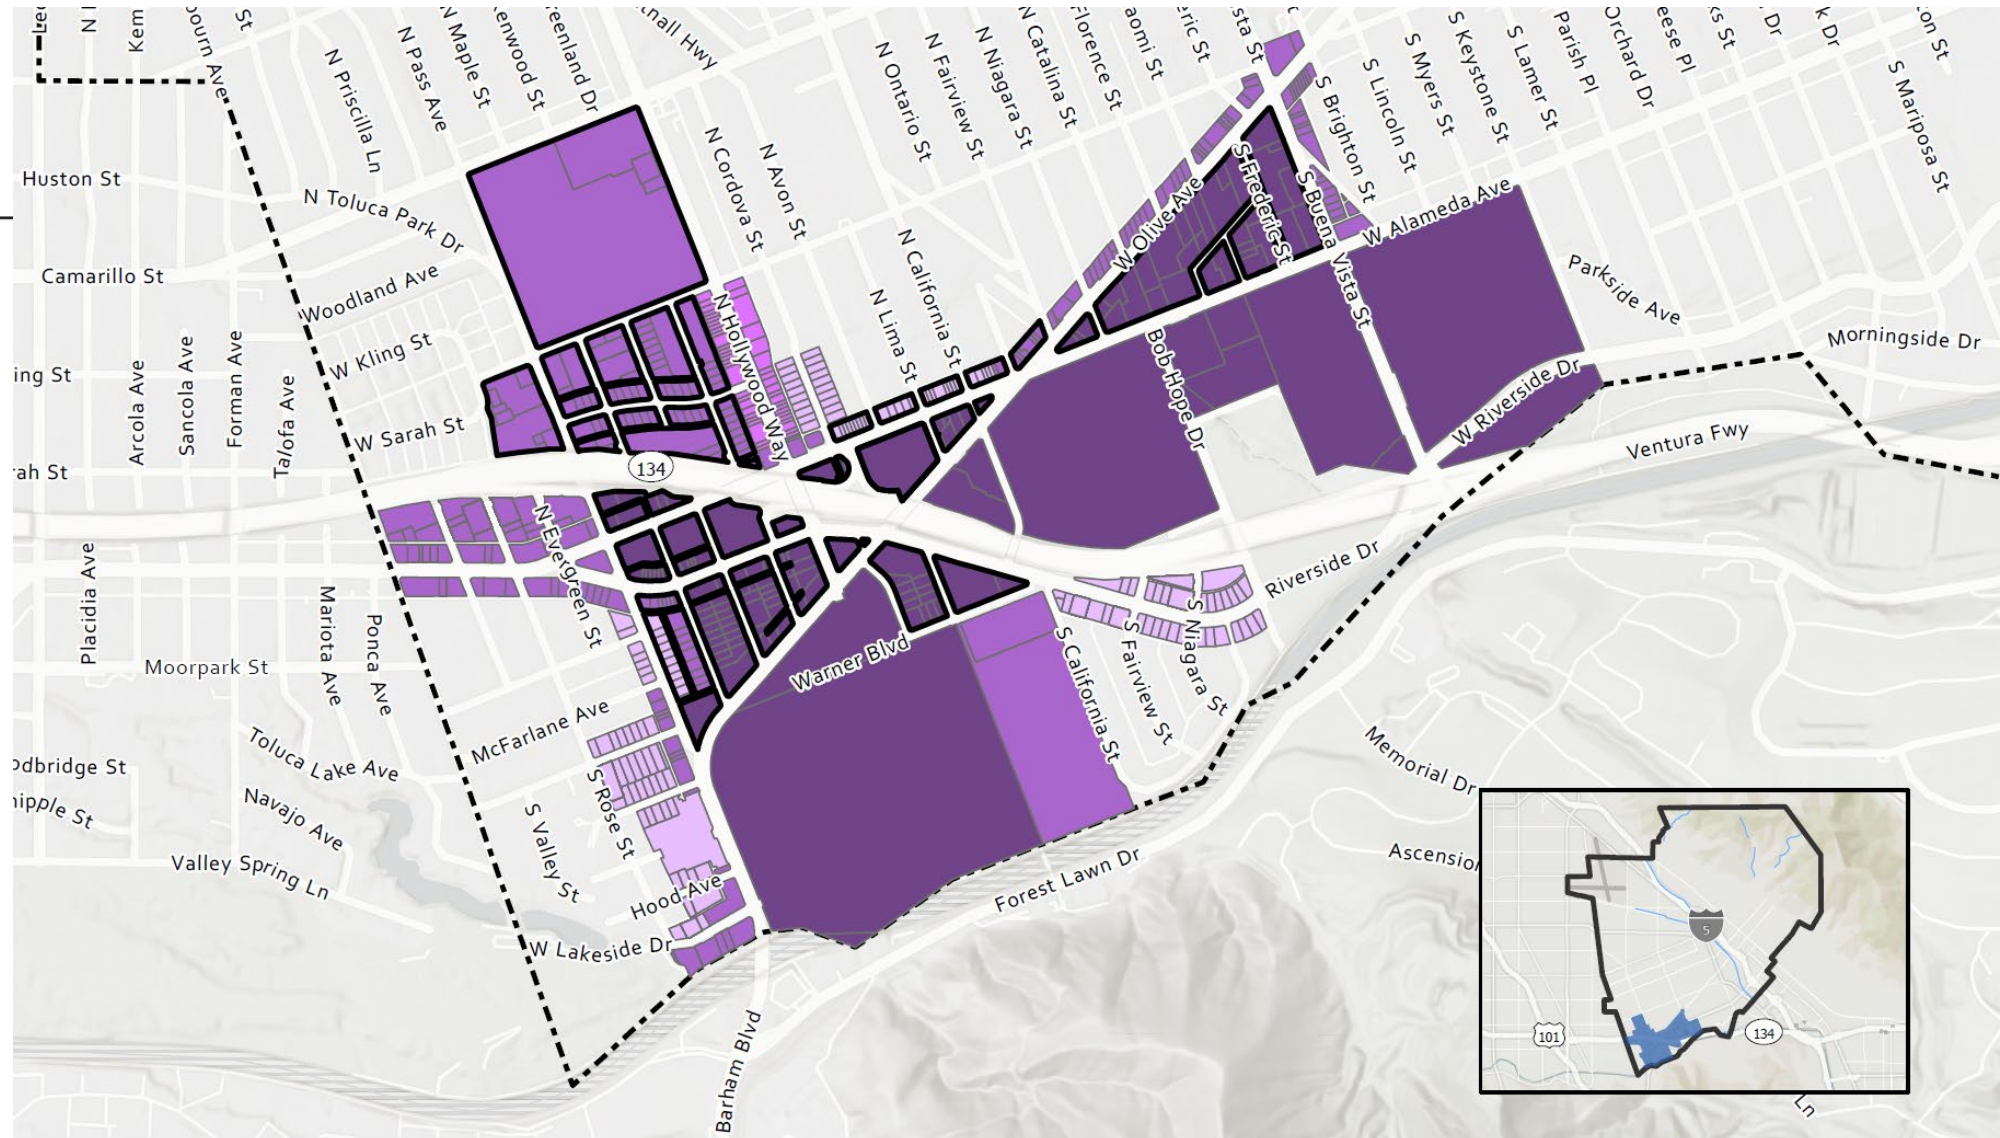 St
N Priscilla Ln
N Pass Ave
N Maple St
N Ontario St
N Fairview St
N Niagara St
N Catalina St
S Lincoln St
S Myers St
S Keystone St
S Lamer St
Parish Pl
Dr
S Mariposa St
S Brighton St
N Cordova St
N Avon St
Huston St
N Toluca Park Dr
W Olive Ave
S Frederic St
S Buena Vista St
W Alameda Ave
Camarillo St
Woodland Ave
N California St
N Lima St
N Hollywood Way
Parkside Ave
Morningside Dr
W Kling St
Bob Hope Dr
W Riverside Dr
Arcola Ave
Sancola Ave
Forman Ave
Talofa Ave
W Sarah St
134
Ventura Fwy
N Evergreen St
Placidia Ave
Mariota Ave
Ponca Ave
Riverside Dr
S Niagara St
S Fairview St
S California St
Moorpark St
Warner Blvd
McFarlane Ave
Toluca Lake Ave
Navajo Ave
Valley Spring Ln
S Rose St
S Valley St
Hood Ave
W Lakeside Dr
Memorial Dr
Forest Lawn Dr
Barham Blvd
5
101
134
Ln